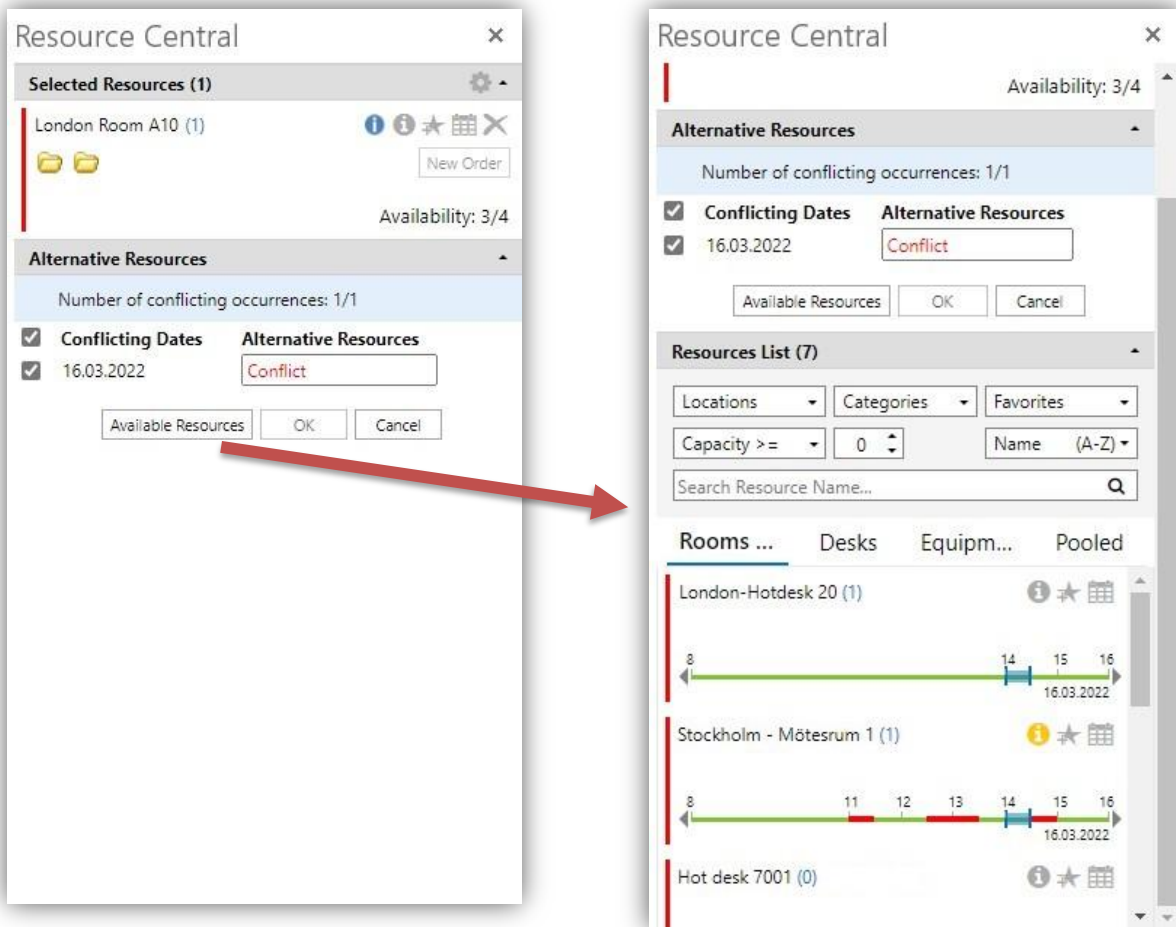 Resource Central
Selected Resources (1)
London Room A10 (1)
New Order
Availability: 3/4
Alternative Resources
Number of conflicting occurrences: 1/1
Conflicting Dates Alternative Resources
16.03.2022 Conflict
Available Resources OK Cancel
Resource Central
Availability: 3/4
Alternative Resources
Number of conflicting occurrences: 1/1
Conflicting Dates Alternative Resources
16.03.2022 Conflict
Available Resources OK Cancel
Resources List (7)
Locations Categories Favorites
Capacity >= 0 Name (A-Z)
Search Resource Name...
Rooms ... Desks Equipm... Pooled
London-Hotdesk 20 (1)
8 14 15 16
16.03.2022
Stockholm - Mötesrum 1 (1)
8 11 12 13 14 15 16
16.03.2022
Hot desk 7001 (0)